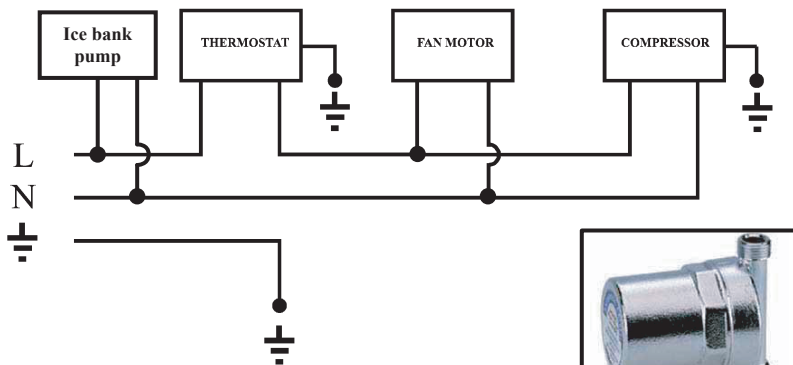 Ice bank
pump
THERMOSTAT
FAN MOTOR
COMPRESSOR
L
N